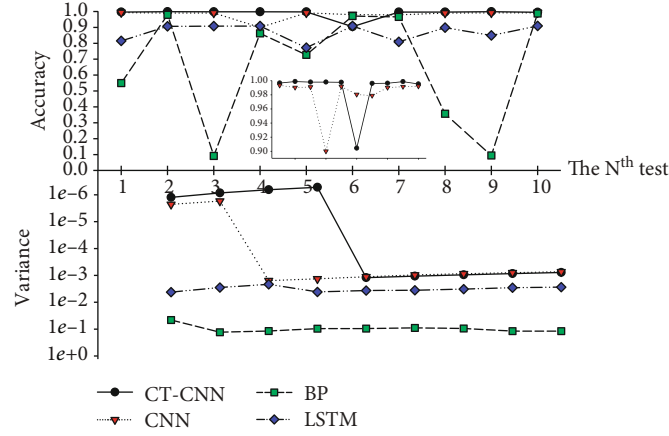 1.0
0.9
0.8
0.7
0.6
0.5
0.4
0.3
0.2
0.1
0.0
Accuracy
1.00
0.98
0.96
0.94
0.92
0.90
1 2 3 4 5 6 7 8 9 10
The Nth test
1e–6
1e–5
1e–4
1e–3
1e–2
1e–1
1e+0
Variance
CT-CNN
BP
CNN
LSTM